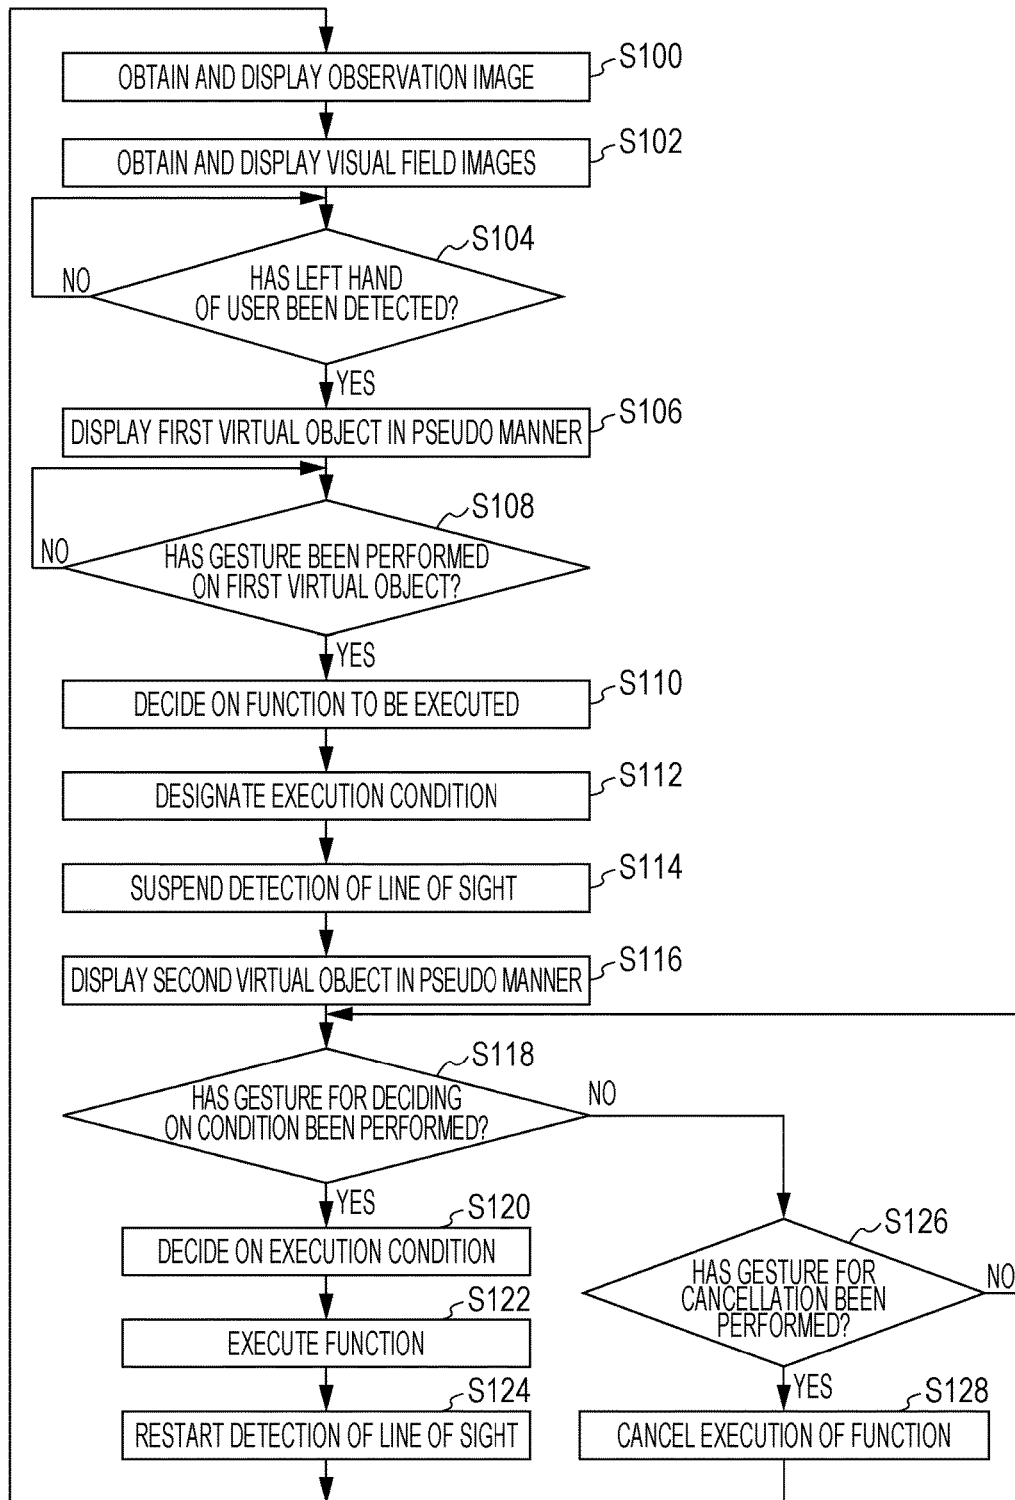 S100
OBTAIN AND DISPLAY OBSERVATION IMAGE
S102
OBTAIN AND DISPLAY VISUAL FIELD IMAGES
S104
HAS LEFT HAND
OF USER BEEN DETECTED?
NO
YES
S106
DISPLAY FIRST VIRTUAL OBJECT IN PSEUDO MANNER
S108
HAS GESTURE BEEN PERFORMED
ON FIRST VIRTUAL OBJECT?
NO
YES
S110
DECIDE ON FUNCTION TO BE EXECUTED
S112
DESIGNATE EXECUTION CONDITION
S114
SUSPEND DETECTION OF LINE OF SIGHT
S116
DISPLAY SECOND VIRTUAL OBJECT IN PSEUDO MANNER
S118
HAS GESTURE FOR DECIDING
ON CONDITION BEEN PERFORMED?
NO
YES
S120
DECIDE ON EXECUTION CONDITION
S122
EXECUTE FUNCTION
S124
RESTART DETECTION OF LINE OF SIGHT
S126
HAS GESTURE FOR
CANCELLATION BEEN
PERFORMED?
NO
YES
S128
CANCEL EXECUTION OF FUNCTION